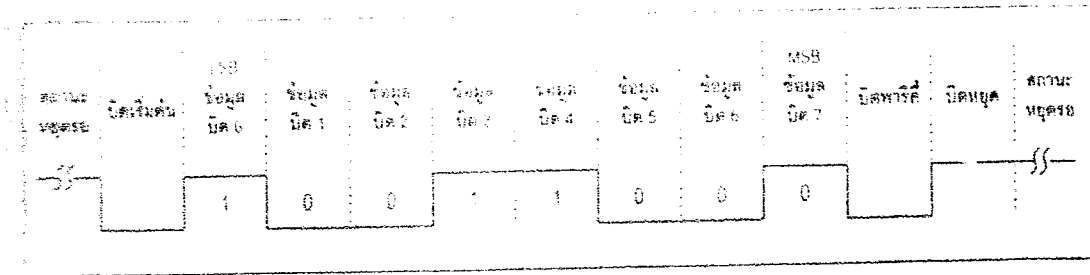 LSB MSB
สถานะ บิตเริ่มต้น ข้อมูล ข้อมูล ข้อมูล ข้อมูล ข้อมูล ข้อมูล ข้อมูล ข้อมูล บิตพาริตี้ บิตหยุด สถานะ
หยุดรอ บิต 0 บิต 1 บิต 2 บิต 3 บิต 4 บิต 5 บิต 6 บิต 7 หยุดรอ
1 0 0 1 1 0 0 0